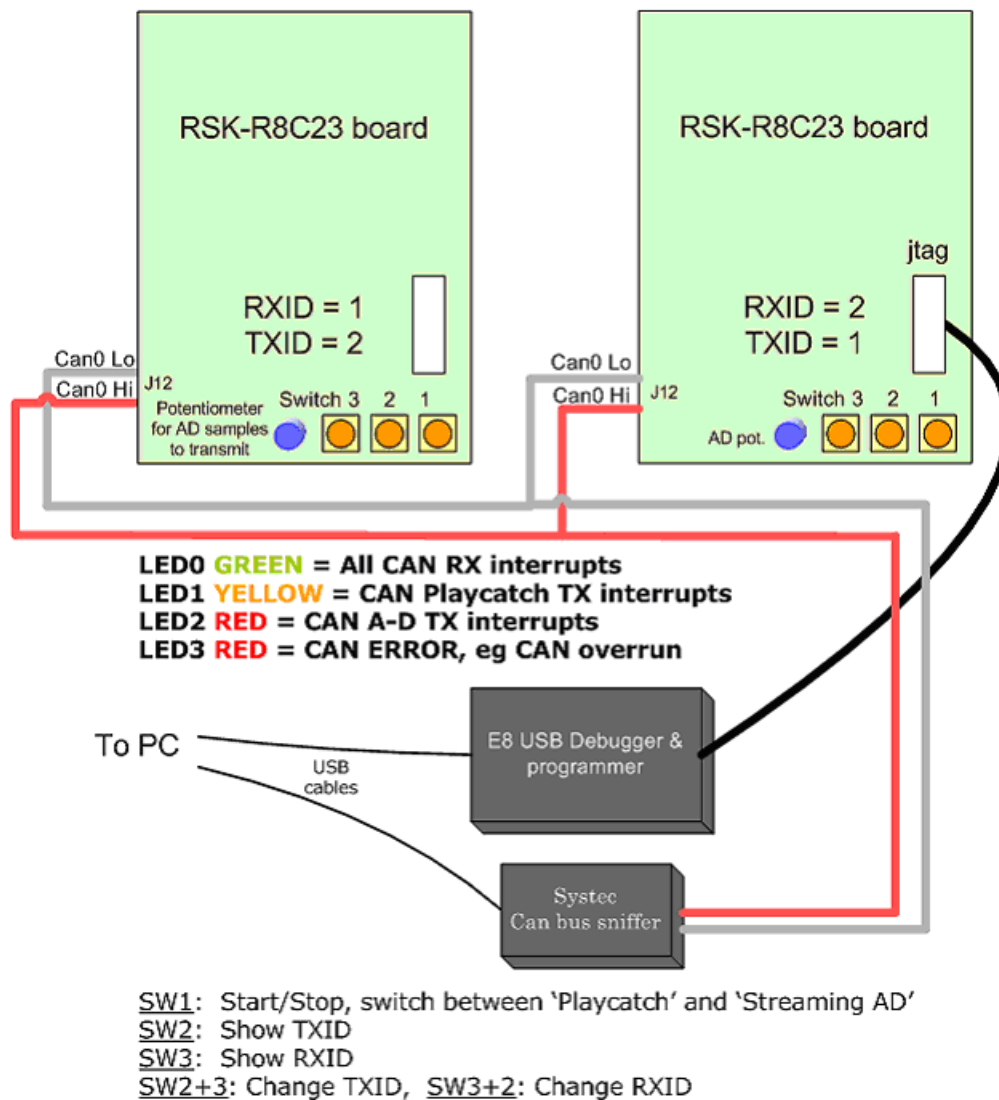 RSK-R8C23 board
RXID = 1
TXID = 2
Can0 Lo
Can0 Hi
J12
Potentiometer
for AD samples
to transmit
Switch 3 2 1
RSK-R8C23 board
jtag
RXID = 2
TXID = 1
Can0 Lo
Can0 Hi
J12
Switch 3 2 1
AD pot.
LED0 GREEN = All CAN RX interrupts
LED1 YELLOW = CAN Playcatch TX interrupts
LED2 RED = CAN A-D TX interrupts
LED3 RED = CAN ERROR, eg CAN overrun
To PC
USB
cables
E8 USB Debugger &
programmer
Systec
Can bus sniffer
SW1: Start/Stop, switch between ‘Playcatch’ and ‘Streaming AD’
SW2: Show TXID
SW3: Show RXID
SW2+3: Change TXID, SW3+2: Change RXID